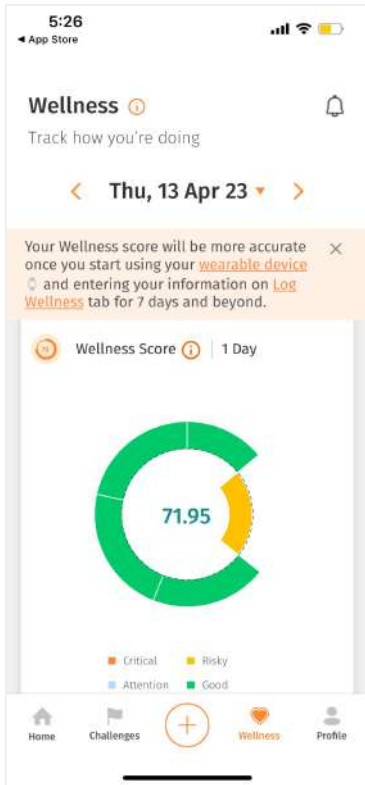 5:26
◀ App Store
Wellness
Track how you're doing
Thu, 13 Apr 23
Your Wellness score will be more accurate
once you start using your wearable device
and entering your information on Log
Wellness tab for 7 days and beyond.
Wellness Score | 1 Day
71.95
Critical Risky
Attention Good
Home Challenges Wellness Profile